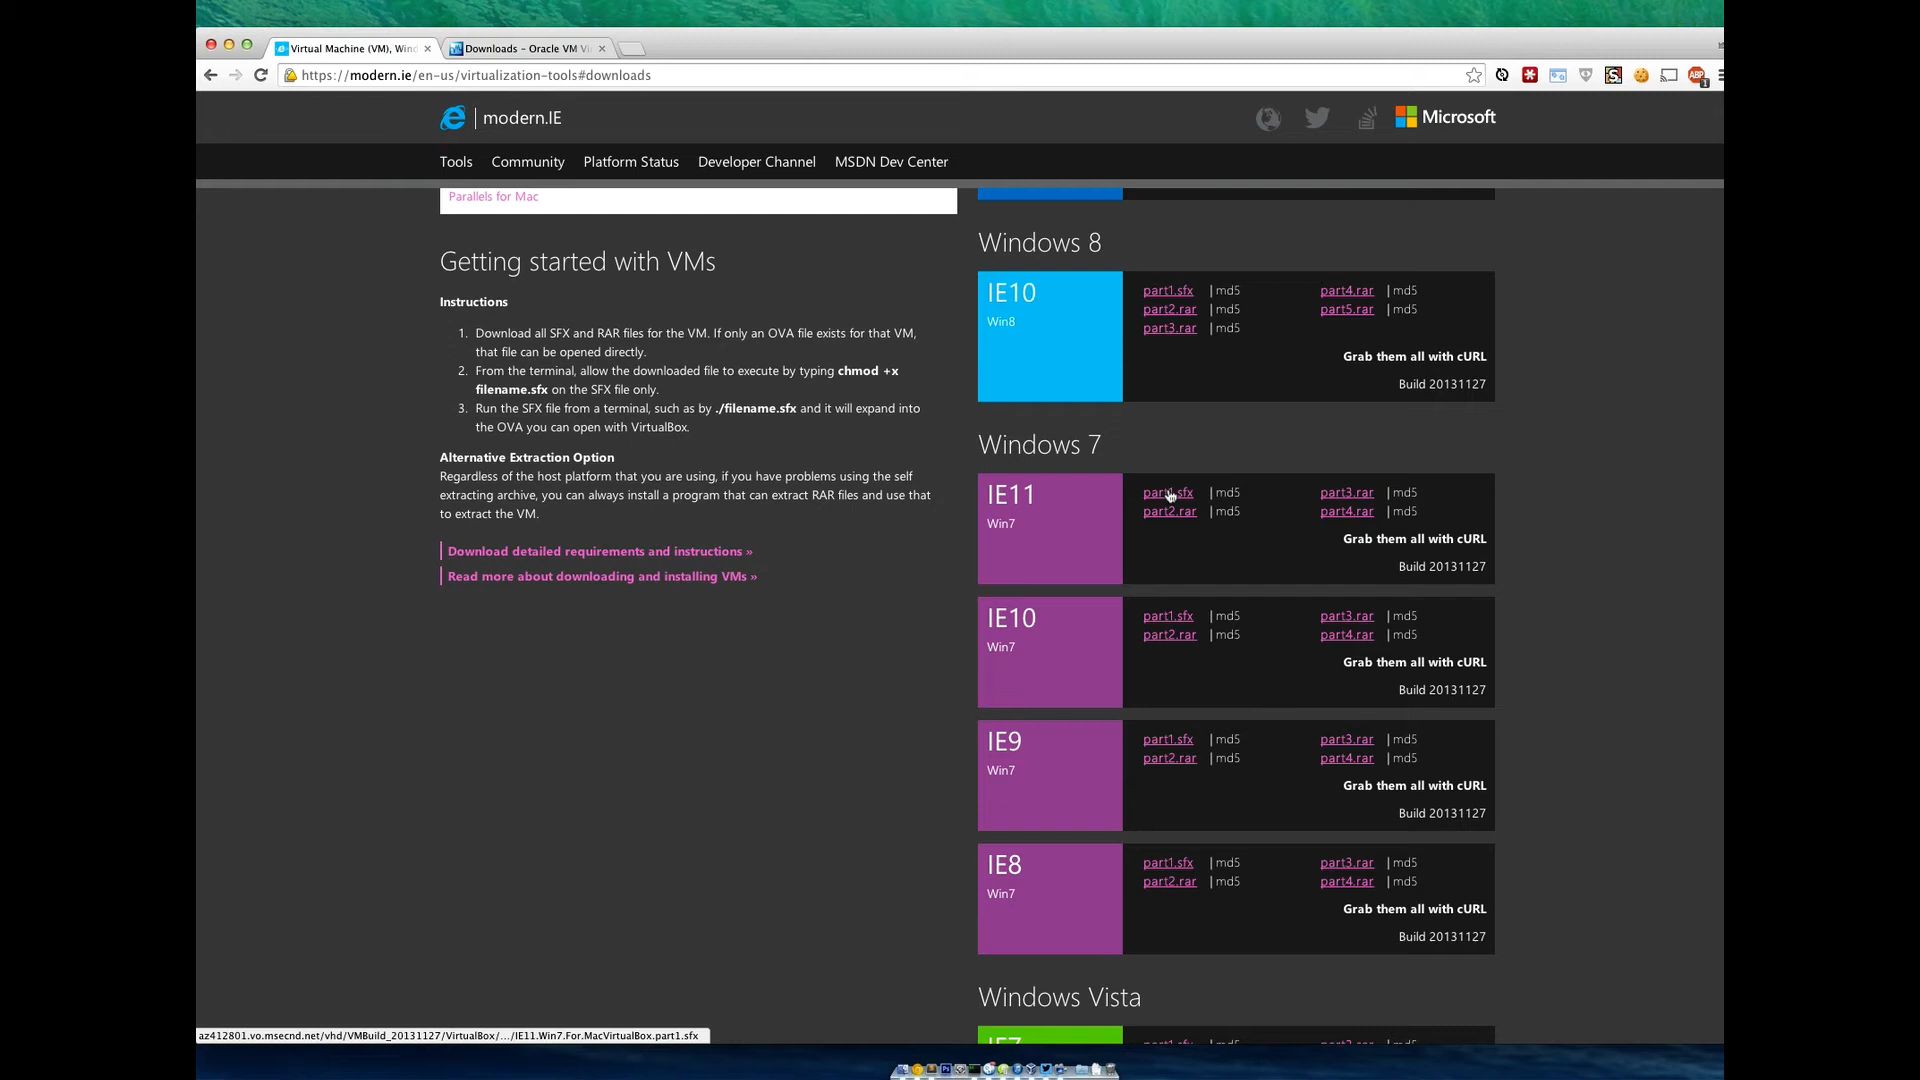 Virtual Machine (VM), Wind
Downloads – Oracle VM Vi
https://modern.ie/en-us/virtualization-tools#downloads
ABP
1
modern.IE
Microsoft
Tools
Community
Platform Status
Developer Channel
MSDN Dev Center
Parallels for Mac
Getting started with VMs
Instructions
1. Download all SFX and RAR files for the VM. If only an OVA file exists for that VM,
that file can be opened directly.
2. From the terminal, allow the downloaded file to execute by typing chmod +x
filename.sfx on the SFX file only.
3. Run the SFX file from a terminal, such as by ./filename.sfx and it will expand into
the OVA you can open with VirtualBox.
Alternative Extraction Option
Regardless of the host platform that you are using, if you have problems using the self
extracting archive, you can always install a program that can extract RAR files and use that
to extract the VM.
Download detailed requirements and instructions »
Read more about downloading and installing VMs »
Windows 8
IE10
Win8
part1.sfx | md5
part2.rar | md5
part3.rar | md5
part4.rar | md5
part5.rar | md5
Grab them all with cURL
Build 20131127
Windows 7
IE11
Win7
part1.sfx | md5
part2.rar | md5
part3.rar | md5
part4.rar | md5
Grab them all with cURL
Build 20131127
IE10
Win7
part1.sfx | md5
part2.rar | md5
part3.rar | md5
part4.rar | md5
Grab them all with cURL
Build 20131127
IE9
Win7
part1.sfx | md5
part2.rar | md5
part3.rar | md5
part4.rar | md5
Grab them all with cURL
Build 20131127
IE8
Win7
part1.sfx | md5
part2.rar | md5
part3.rar | md5
part4.rar | md5
Grab them all with cURL
Build 20131127
Windows Vista
IE7
part1.sfx | md5
part3.rar | md5
az412801.vo.msecnd.net/vhd/VMBuild_20131127/VirtualBox/…/IE11.Win7.For.MacVirtualBox.part1.sfx